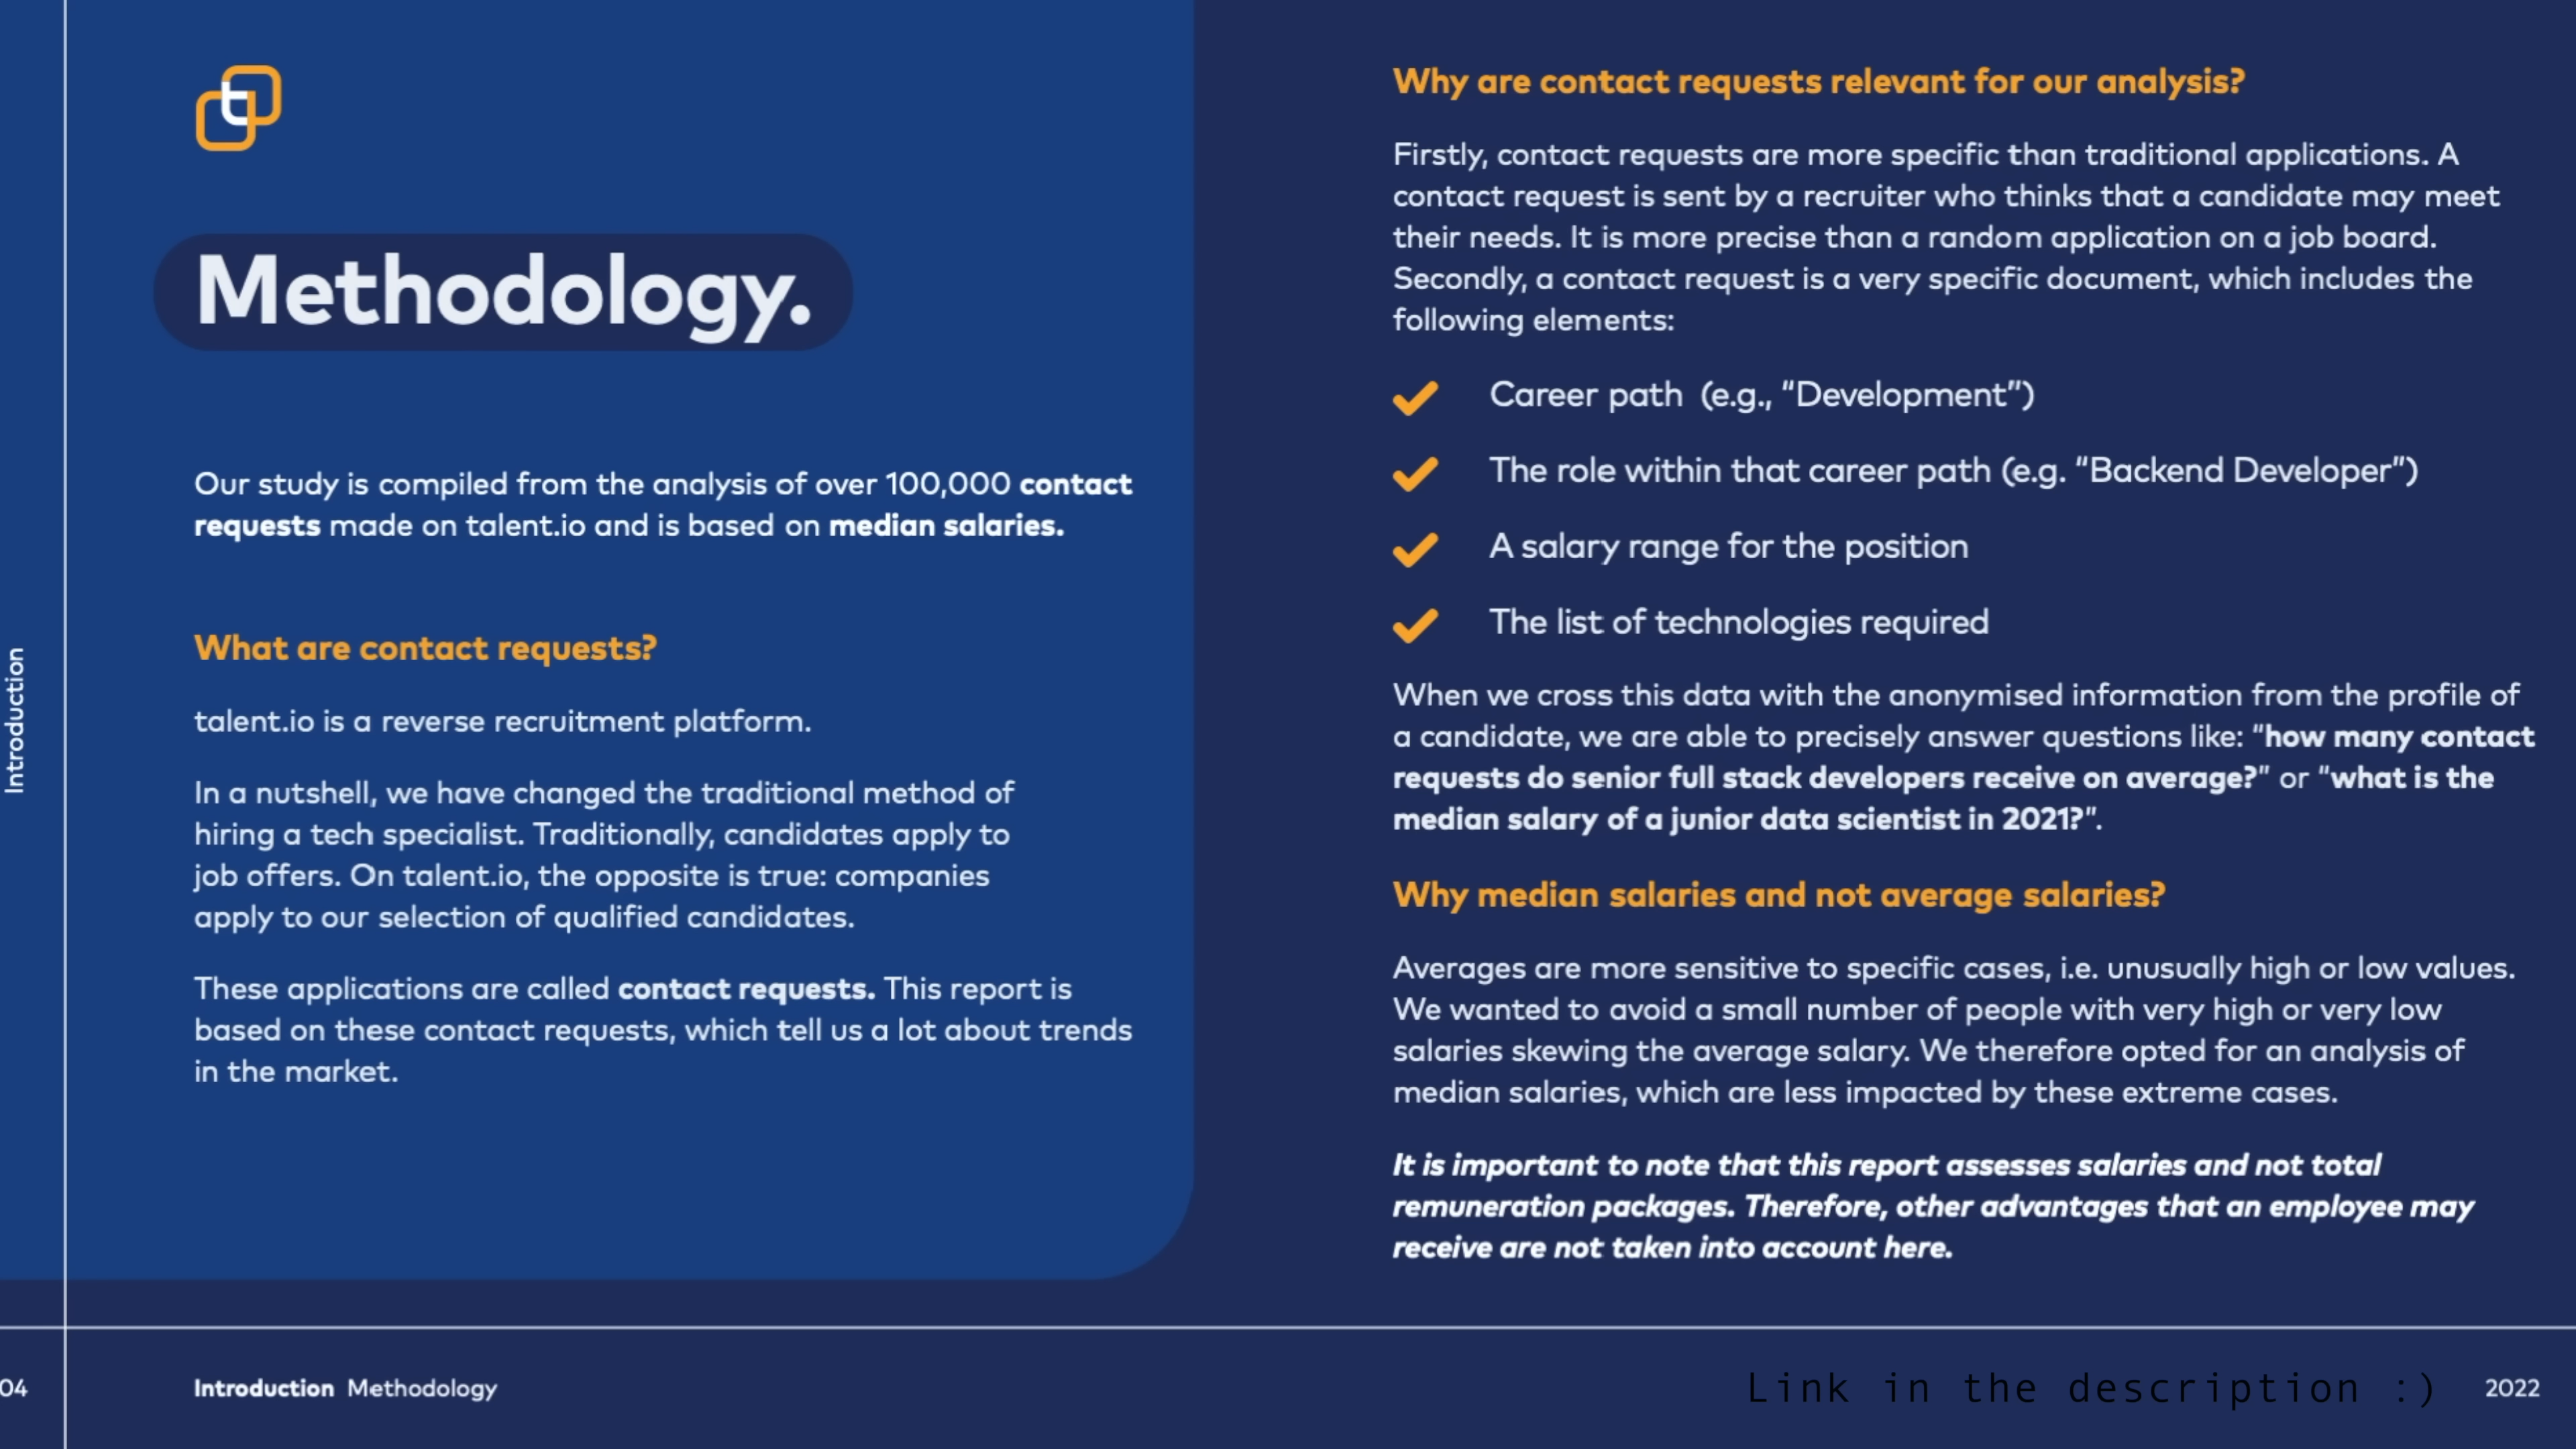 t
Methodology.
Our study is compiled from the analysis of over 100,000 contact
requests made on talent.io and is based on median salaries.
What are contact requests?
talent.io is a reverse recruitment platform.
In a nutshell, we have changed the traditional method of
hiring a tech specialist. Traditionally, candidates apply to
job offers. On talent.io, the opposite is true: companies
apply to our selection of qualified candidates.
These applications are called contact requests. This report is
based on these contact requests, which tell us a lot about trends
in the market.
Why are contact requests relevant for our analysis?
Firstly, contact requests are more specific than traditional applications. A
contact request is sent by a recruiter who thinks that a candidate may meet
their needs. It is more precise than a random application on a job board.
Secondly, a contact request is a very specific document, which includes the
following elements:
Career path (e.g., “Development”)
The role within that career path (e.g. “Backend Developer”)
A salary range for the position
The list of technologies required
When we cross this data with the anonymised information from the profile of
a candidate, we are able to precisely answer questions like: “how many contact
requests do senior full stack developers receive on average?” or “what is the
median salary of a junior data scientist in 2021?”.
Why median salaries and not average salaries?
Averages are more sensitive to specific cases, i.e. unusually high or low values.
We wanted to avoid a small number of people with very high or very low
salaries skewing the average salary. We therefore opted for an analysis of
median salaries, which are less impacted by these extreme cases.
It is important to note that this report assesses salaries and not total
remuneration packages. Therefore, other advantages that an employee may
receive are not taken into account here.
Introduction
04
Introduction Methodology
Link in the description :)
2022